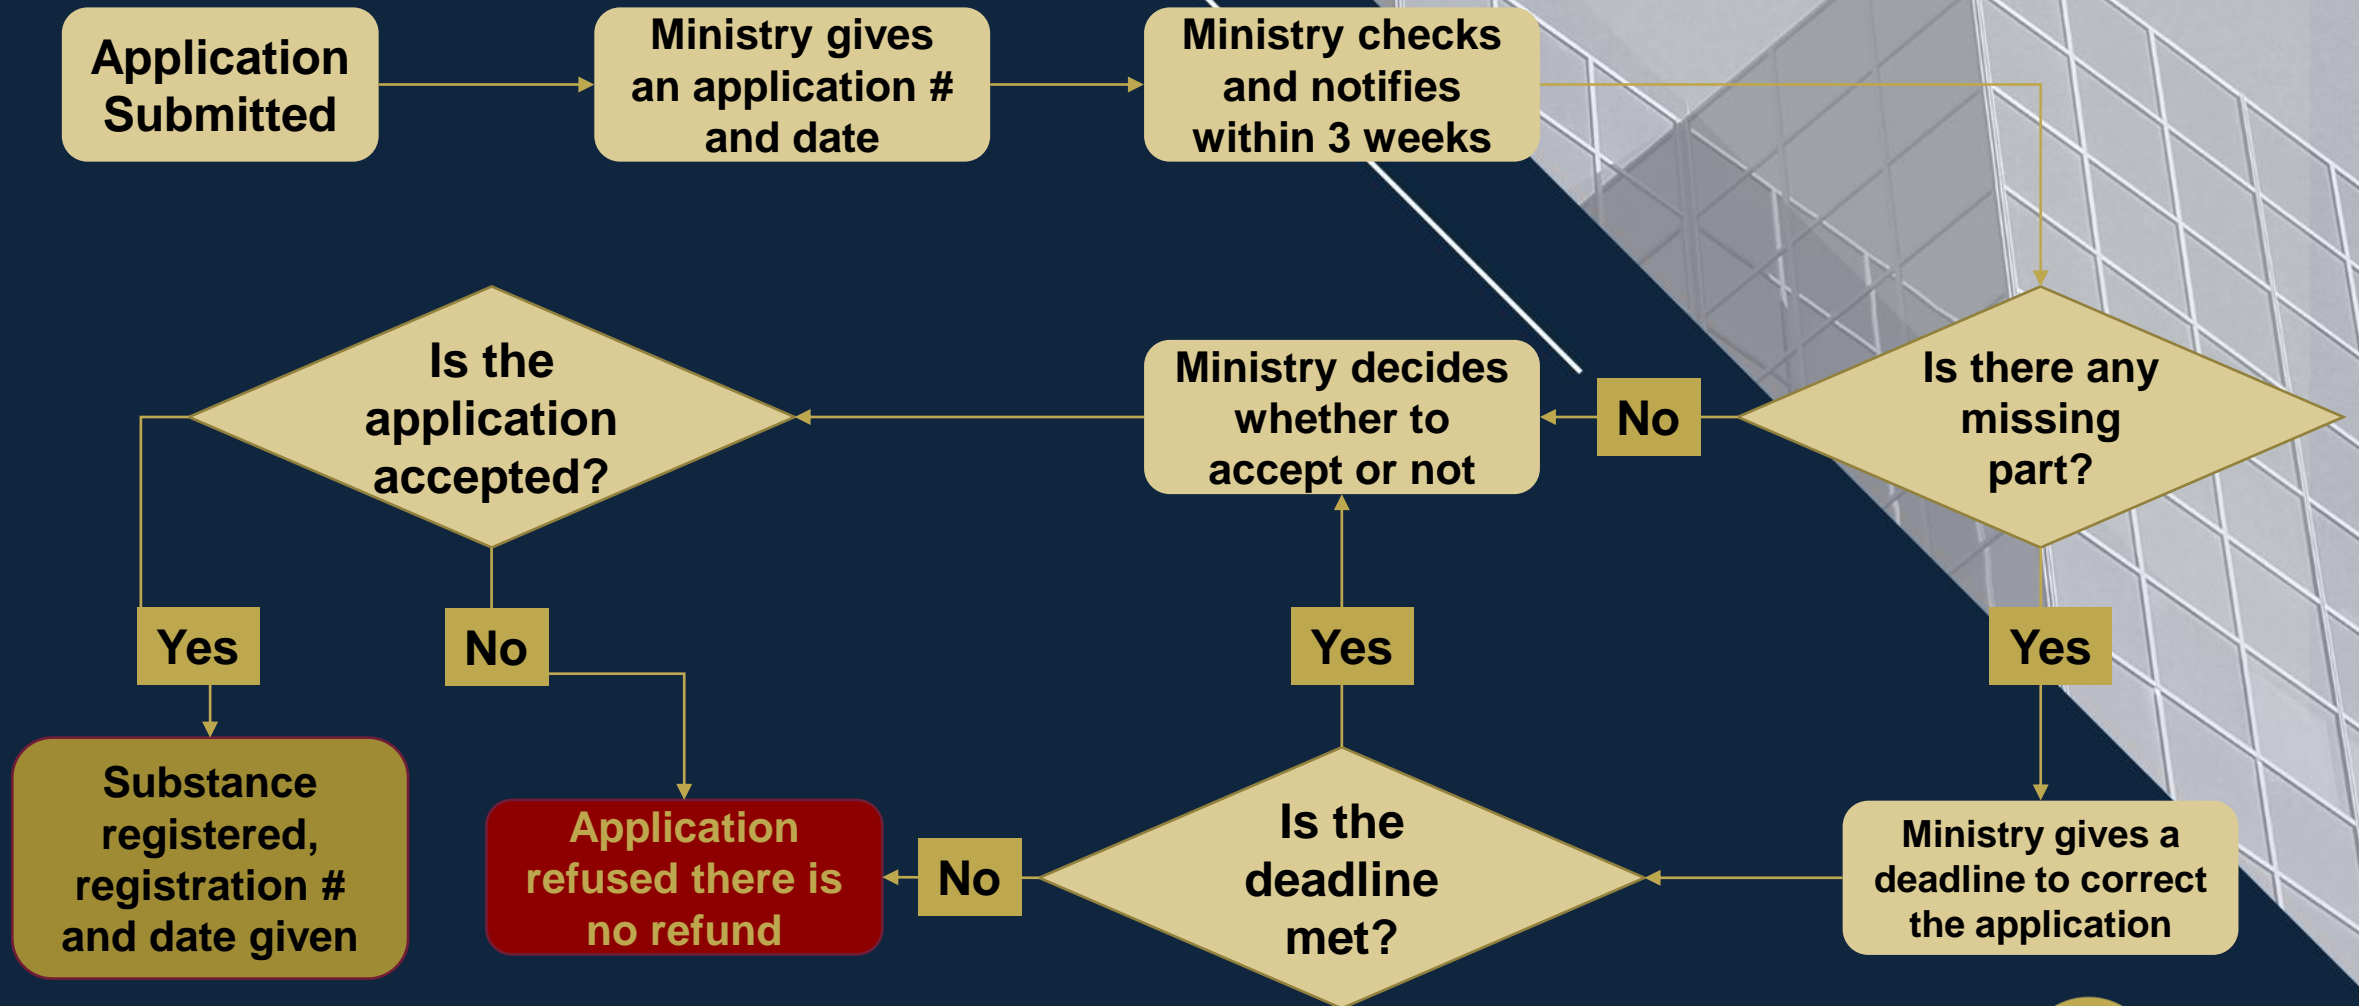 Application
Submitted
Ministry gives
an application #
and date
Ministry checks
and notifies
within 3 weeks
Is the
application
accepted?
Ministry decides
whether to
accept or not
No
Is there any
missing
part?
Yes
No
Yes
Yes
Substance
registered,
registration #
and date given
Application
refused there is
no refund
No
Is the
deadline
met?
Ministry gives a
deadline to correct
the application